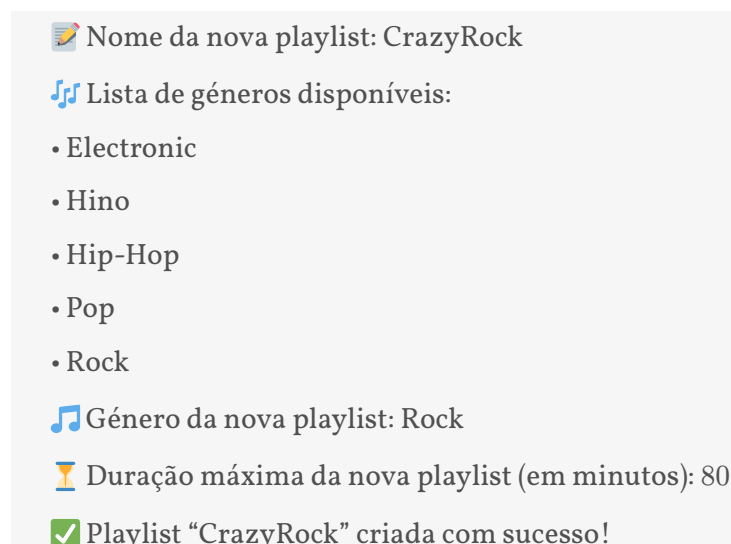 📝 Nome da nova playlist: CrazyRock
🎶 Lista de géneros disponíveis:
• Electronic
• Hino
• Hip-Hop
• Pop
• Rock
🎵 Género da nova playlist: Rock
⏳ Duração máxima da nova playlist (em minutos): 80
✅ Playlist “CrazyRock” criada com sucesso!